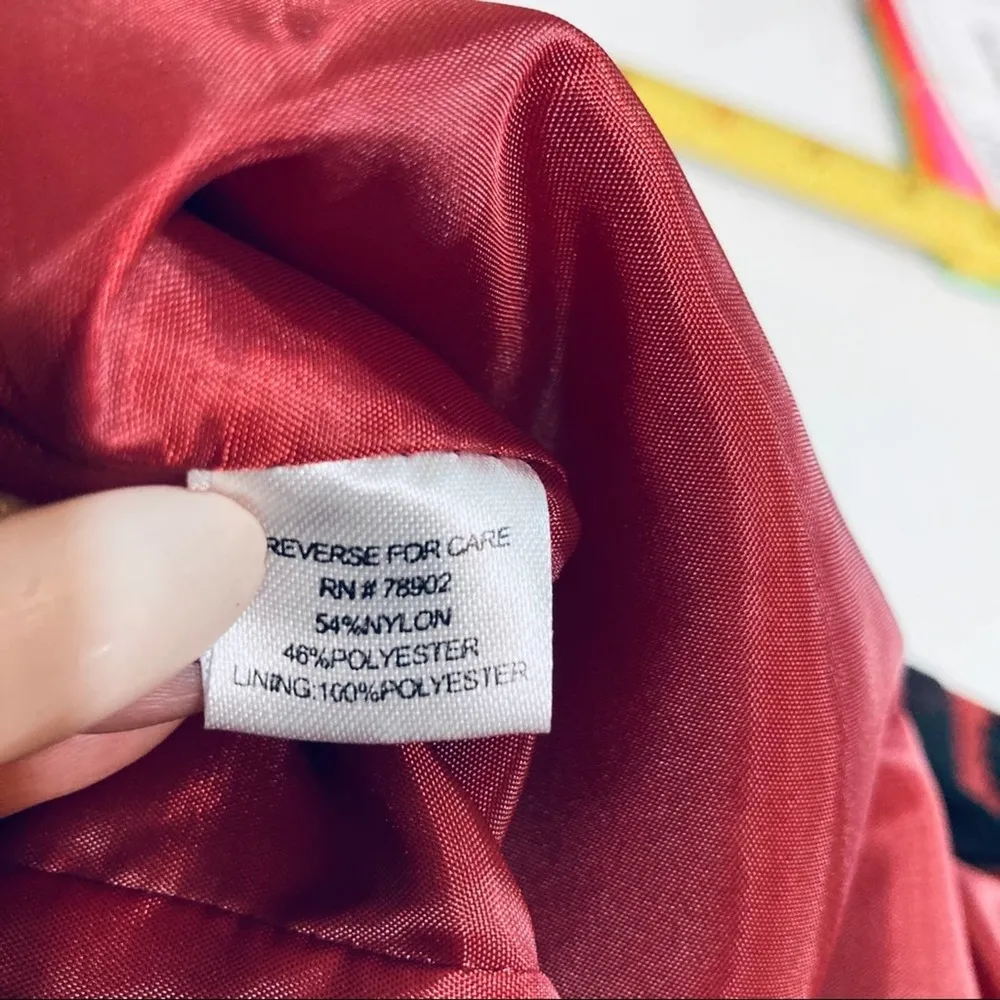 REVERSE FOR CARE
RN # 78902
54%NYLON
46%POLYESTER
LINING:100%POLYESTER